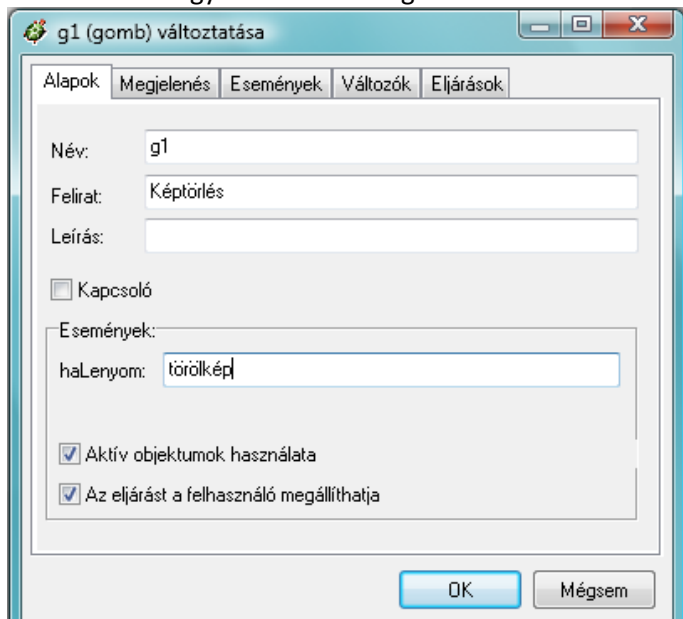 g1 (gomb) változtatása
Alapok Megjelenés Események Változók Eljárások
Név: g1
Felirat: Képtörlés
Leírás:
Kapcsoló
Események:
haLenyom: törölkép
Aktív objektumok használata
Az eljárást a felhasználó megállíthatja
OK Mégsem